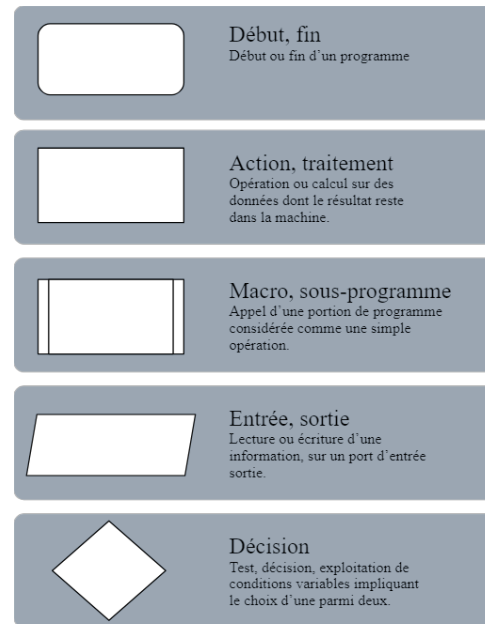 Début, fin
Début ou fin d’un programme
Action, traitement
Opération ou calcul sur des
données dont le résultat reste
dans la machine.
Macro, sous-programme
Appel d’une portion de programme
considérée comme une simple
opération.
Entrée, sortie
Lecture ou écriture d’une
information, sur un port d’entrée
sortie.
Décision
Test, décision, exploitation de
conditions variables impliquant
le choix d’une parmi deux.